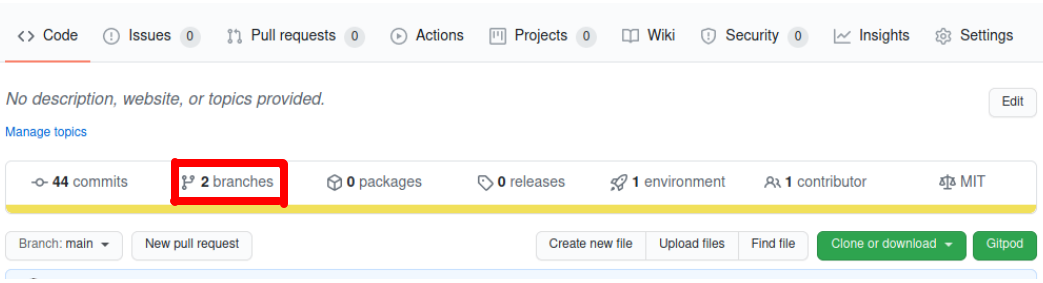 <> Code Issues 0 Pull requests 0 Actions Projects 0 Wiki Security 0 Insights Settings
No description, website, or topics provided. Edit
Manage topics
44 commits 2 branches 0 packages 0 releases 1 environment 1 contributor MIT
Branch: main New pull request Create new file Upload files Find file Clone or download Gitpod